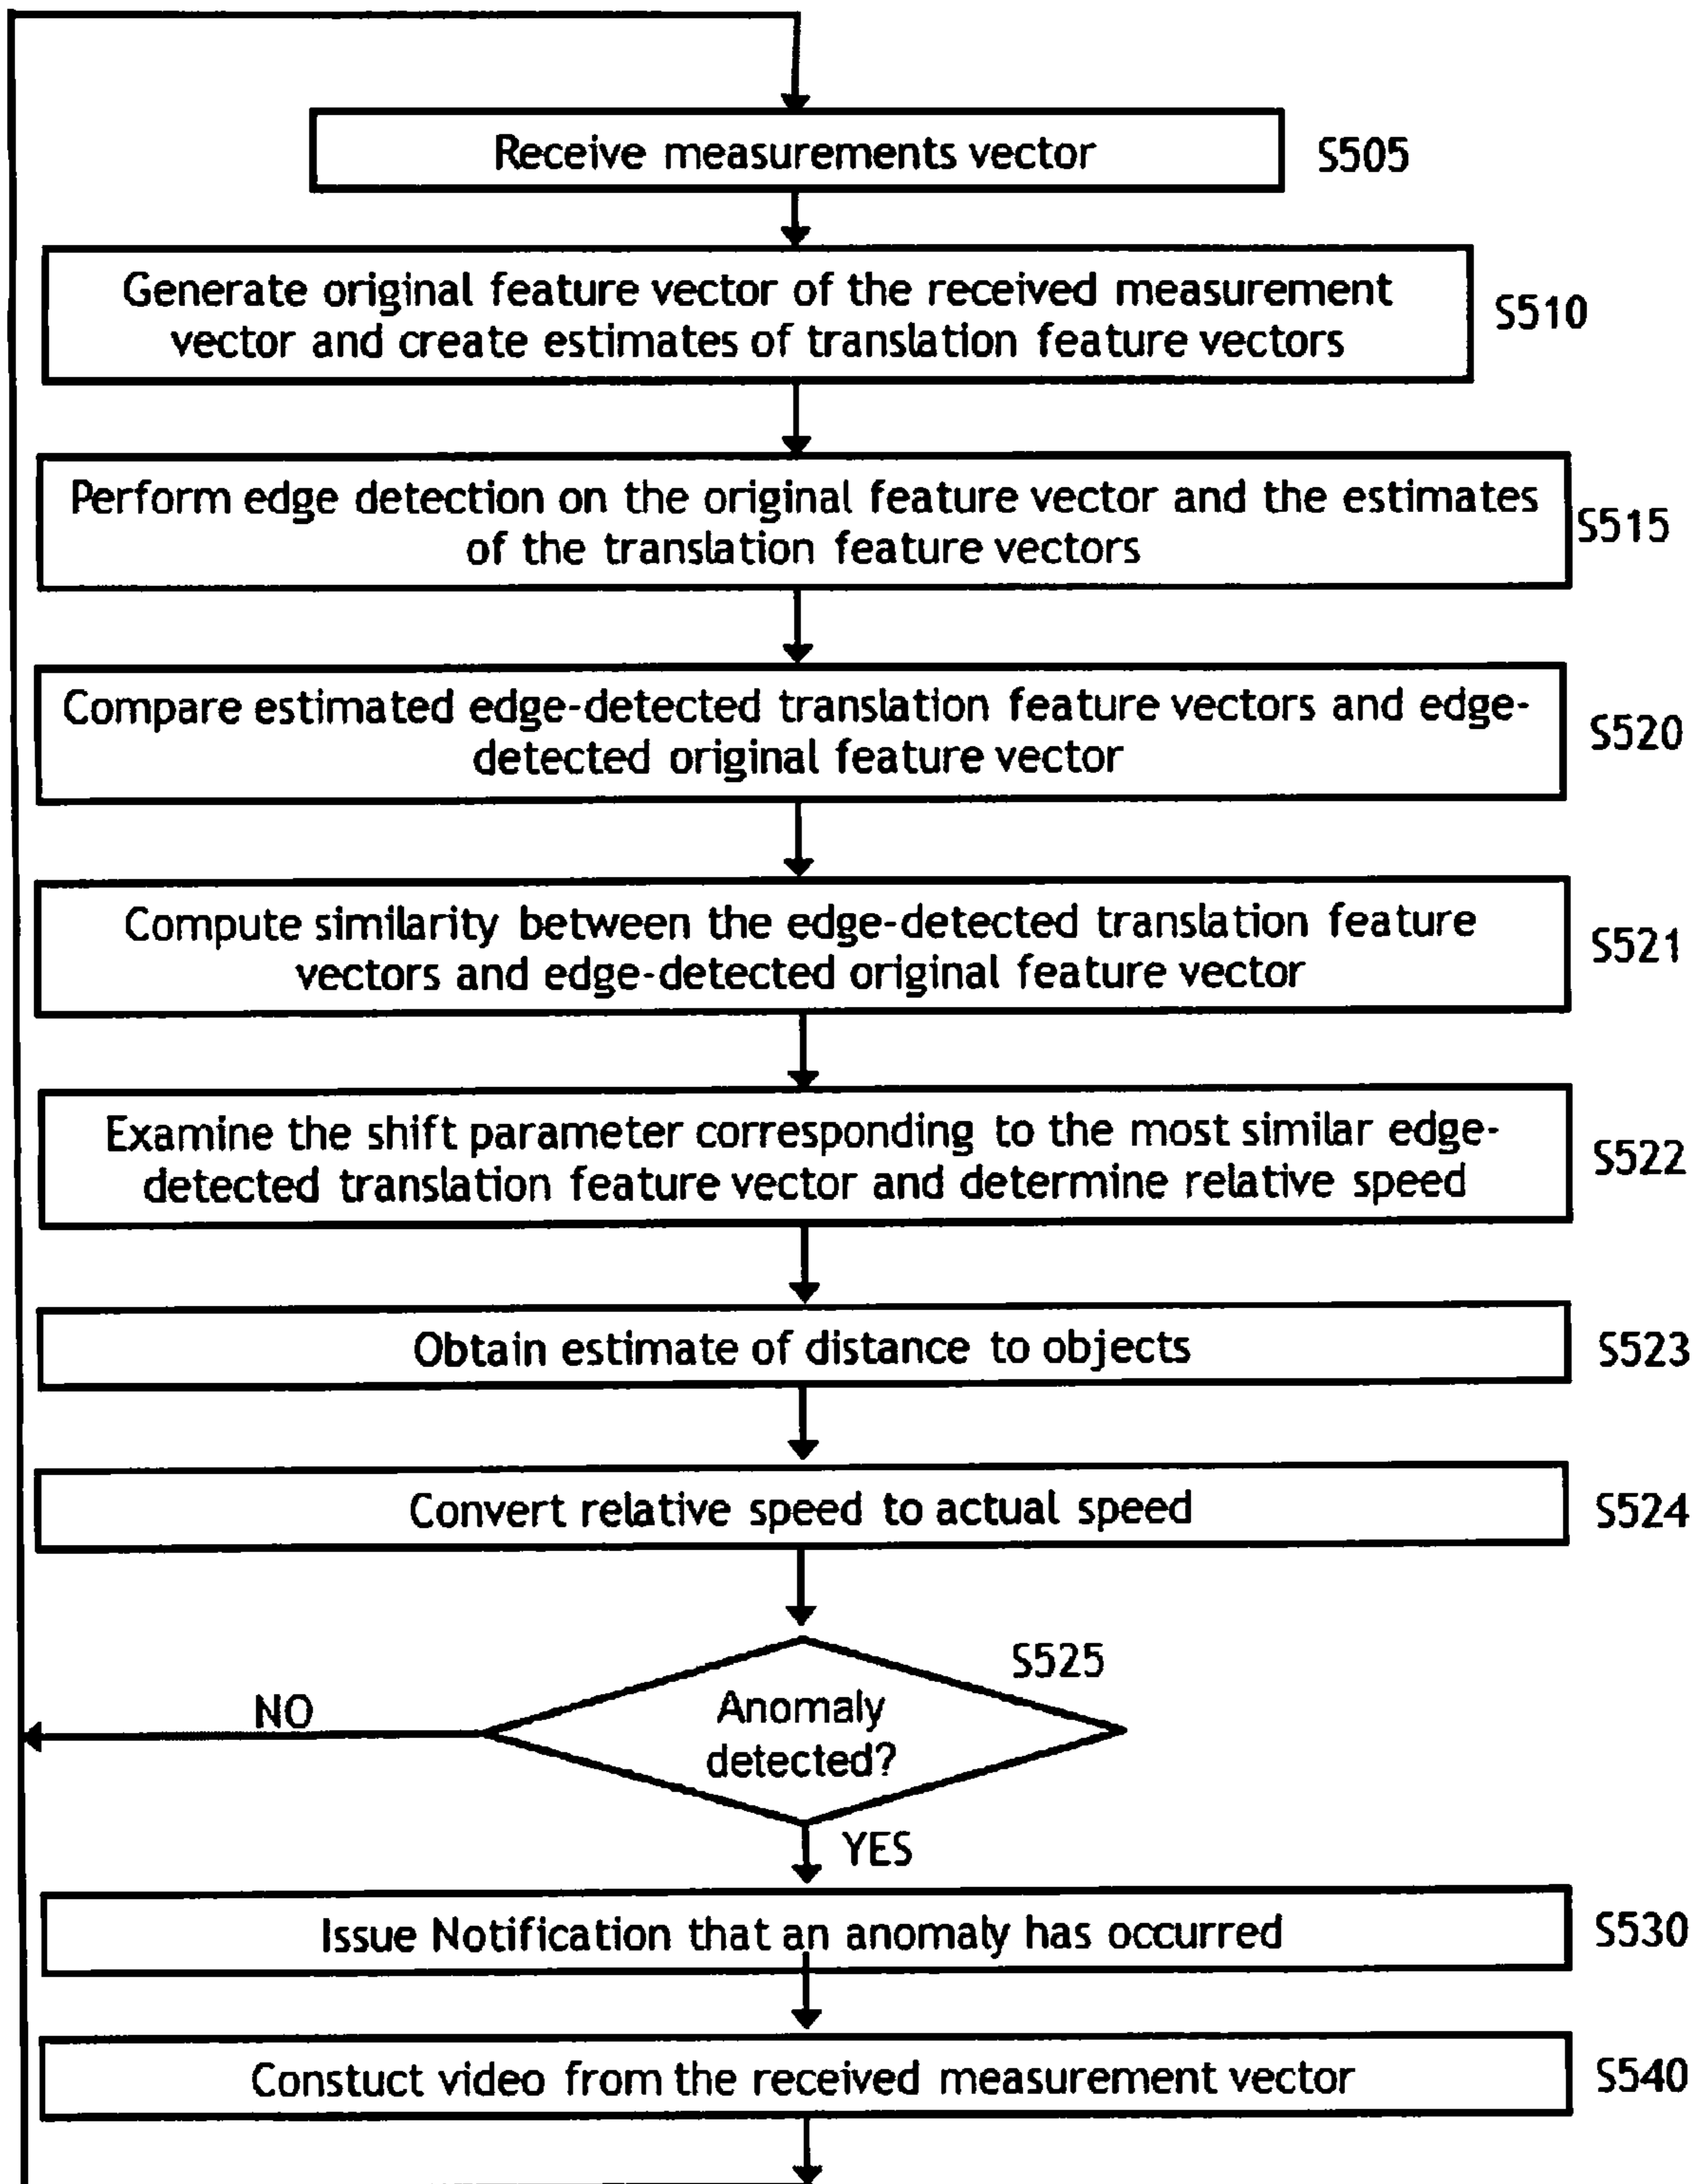 Receive measurements vector
S505
Generate original feature vector of the received measurement
vector and create estimates of translation feature vectors
S510
Perform edge detection on the original feature vector and the estimates
of the translation feature vectors
S515
Compare estimated edge-detected translation feature vectors and edge-
detected original feature vector
S520
Compute similarity between the edge-detected translation feature
vectors and edge-detected original feature vector
S521
Examine the shift parameter corresponding to the most similar edge-
detected translation feature vector and determine relative speed
S522
Obtain estimate of distance to objects
S523
Convert relative speed to actual speed
S524
S525
Anomaly
detected?
NO
YES
Issue Notification that an anomaly has occurred
S530
Constuct video from the received measurement vector
S540